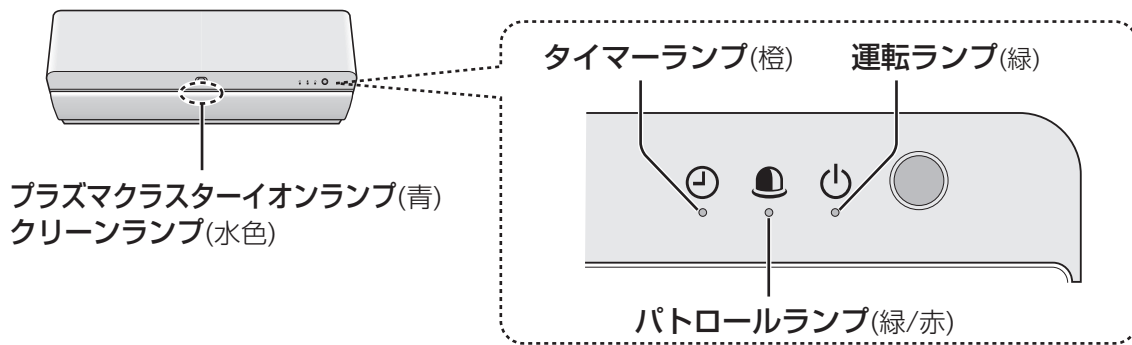 タイマーランプ(橙)
運転ランプ(緑)
プラズマクラスターイオンランプ(青)
クリーンランプ(水色)
パトロールランプ(緑/赤)